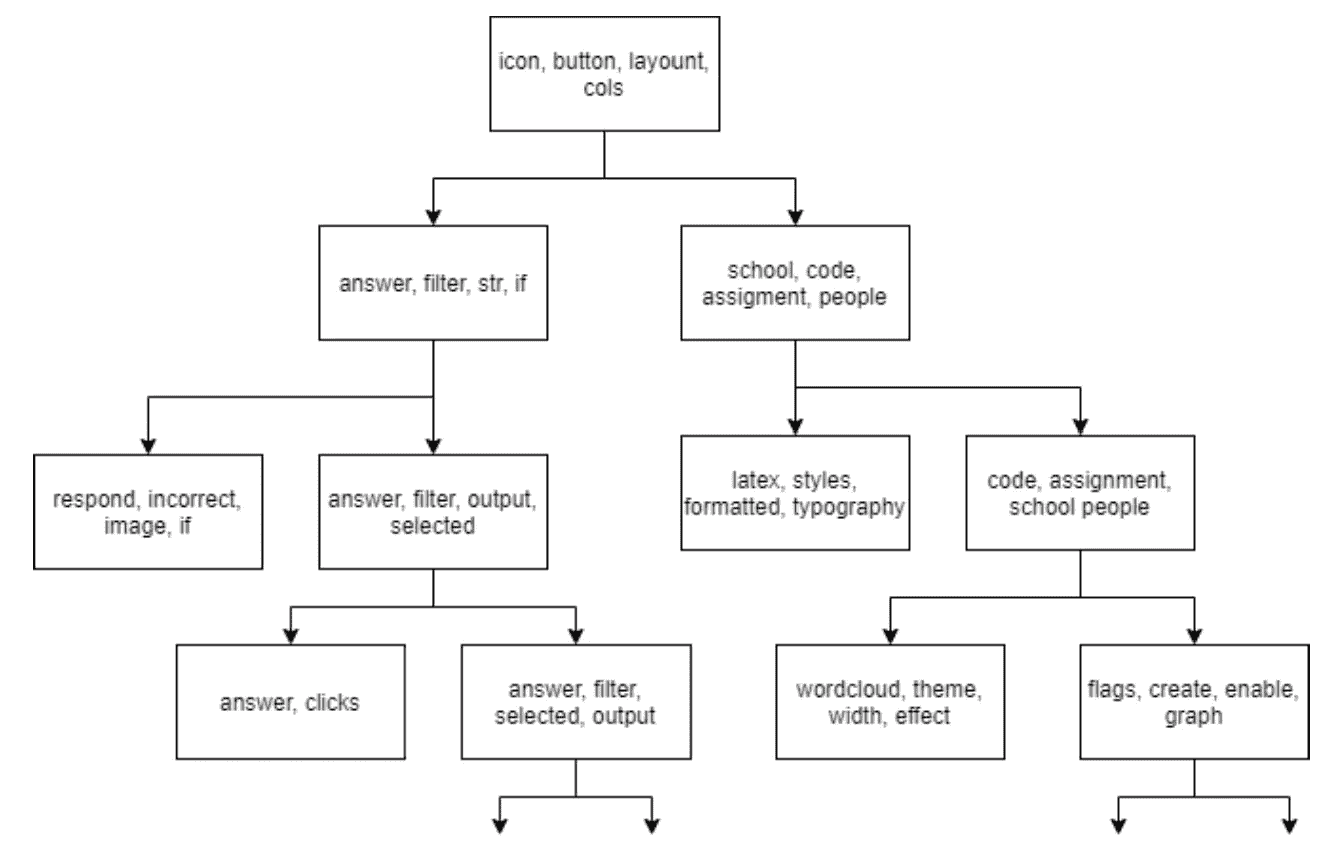 icon, button, layount,
cols
answer, filter, str, if
school, code,
assigment, people
respond, incorrect,
image, if
answer, filter, output,
selected
latex, styles,
formatted, typography
code, assignment,
school people
answer, clicks
answer, filter,
selected, output
wordcloud, theme,
width, effect
flags, create, enable,
graph